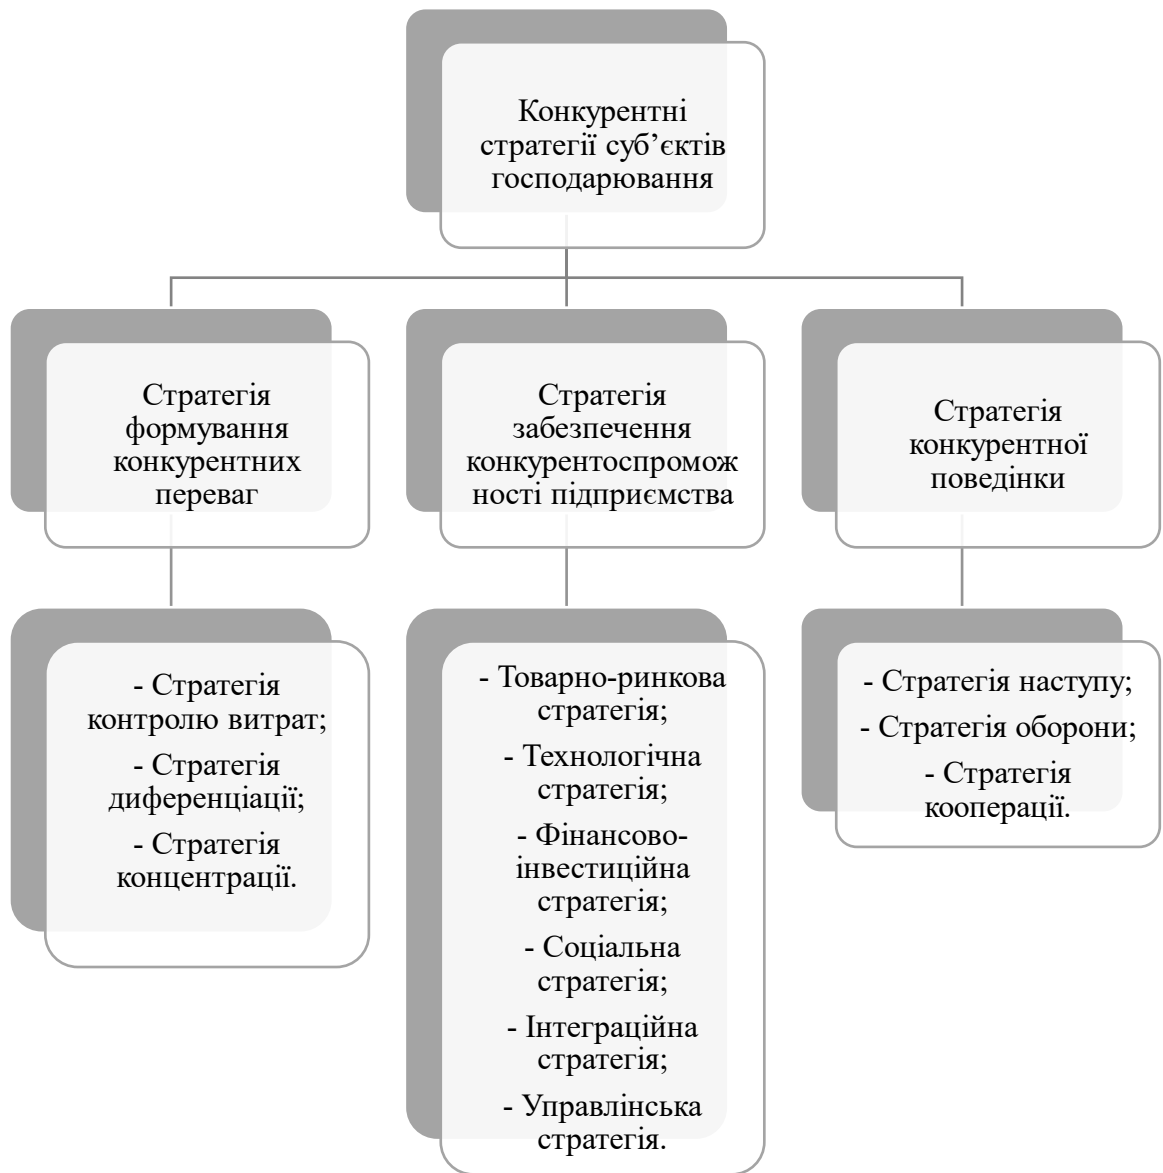 Конкурентні
стратегії суб’єктів
господарювання
Стратегія
формування
конкурентних
переваг
Стратегія
забезпечення
конкурентоспромож
ності підприємства
Стратегія
конкурентної
поведінки
- Стратегія
контролю витрат;
- Стратегія
диференціації;
- Стратегія
концентрації.
- Товарно-ринкова
стратегія;
- Технологічна
стратегія;
- Фінансово-
інвестиційна
стратегія;
- Соціальна
стратегія;
- Інтеграційна
стратегія;
- Управлінська
стратегія.
- Стратегія наступу;
- Стратегія оборони;
- Стратегія
кооперації.